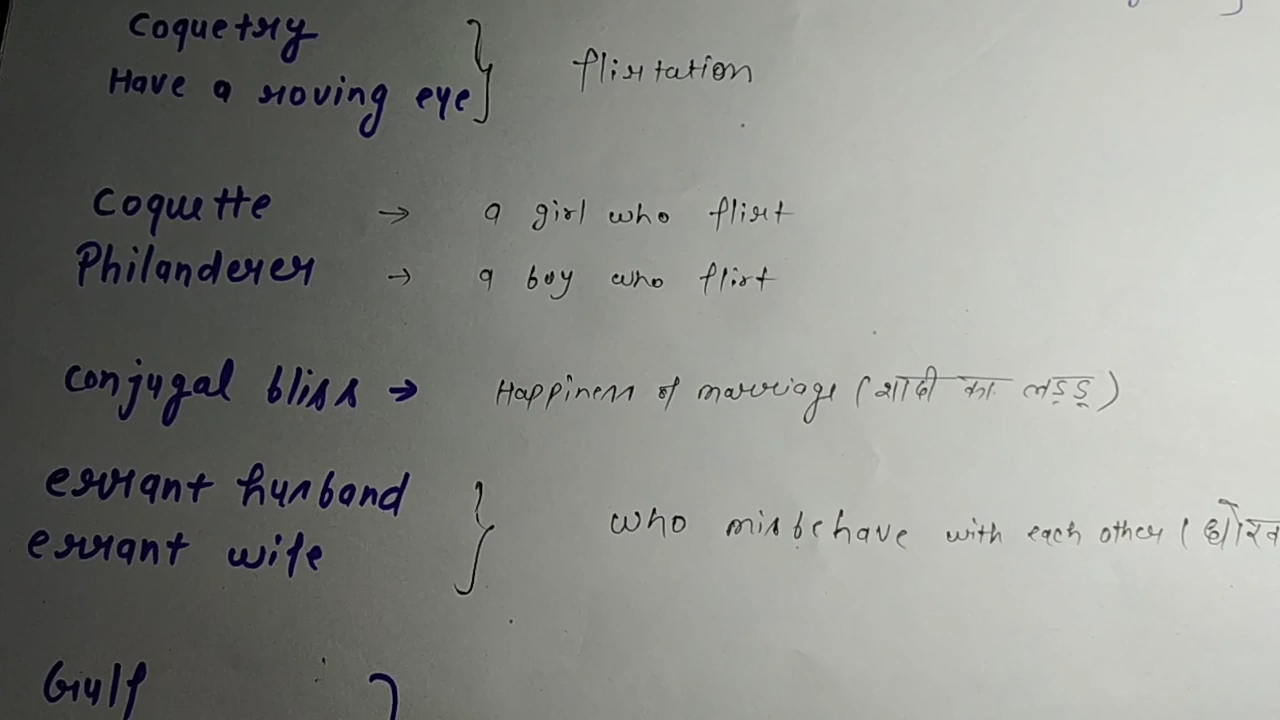 Coquetry
Have a roving eye } flirtation
Coquette → a girl who flirt
Philanderer → a boy who flirt
Conjugal bliss → Happiness of marriage (शादी का लड्डू)
errant husband
errant wife } who misbehave with each other (
Gulf }